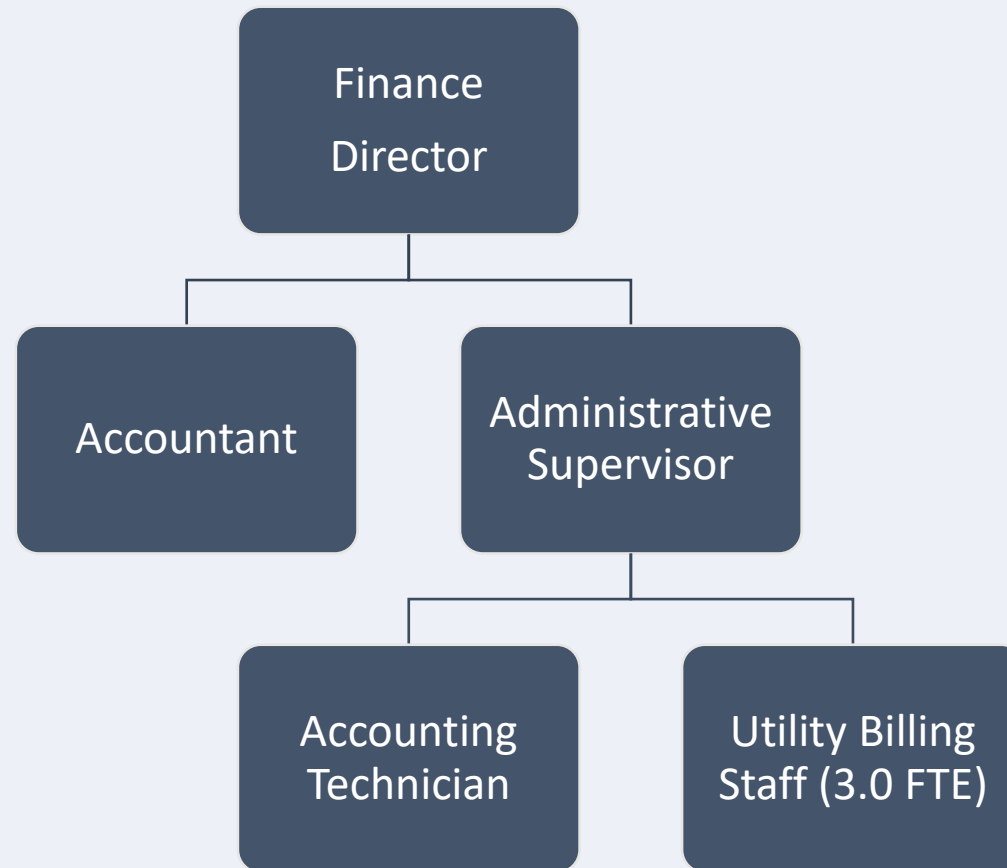 Finance
Director
Accountant
Administrative
Supervisor
Accounting
Technician
Utility Billing
Staff (3.0 FTE)